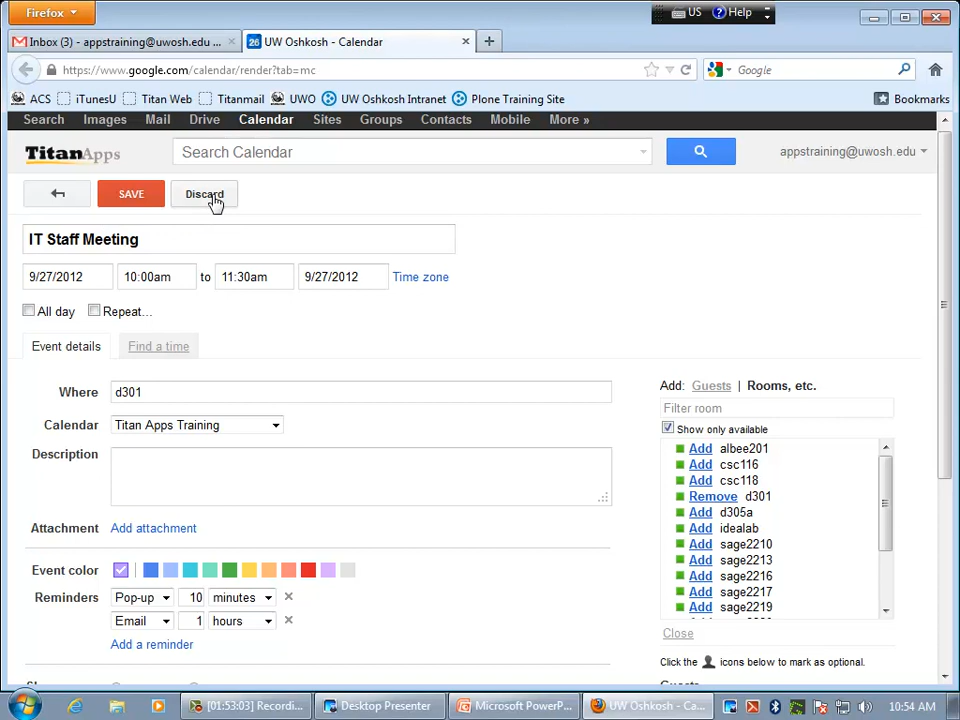 Firefox
US Help
Inbox (3) - appstraining@uwosh.edu ...
26 UW Oshkosh - Calendar
https://www.google.com/calendar/render?tab=mc
Google
ACS iTunesU Titan Web Titanmail UWO UW Oshkosh Intranet Plone Training Site Bookmarks
Search Images Mail Drive Calendar Sites Groups Contacts Mobile More »
TitanApps
Search Calendar
appstraining@uwosh.edu
SAVE Discard
IT Staff Meeting
9/27/2012 10:00am to 11:30am 9/27/2012 Time zone
All day Repeat...
Event details Find a time
Where d301
Calendar Titan Apps Training
Description
Attachment Add attachment
Event color
Reminders Pop-up 10 minutes
Email 1 hours
Add a reminder
Add: Guests | Rooms, etc.
Filter room
Show only available
Add albee201
Add csc116
Add csc118
Remove d301
Add d305a
Add idealab
Add sage2210
Add sage2213
Add sage2216
Add sage2217
Add sage2219
Close
Click the icons below to mark as optional.
[01:53:03] Recordi... Desktop Presenter Microsoft PowerP... UW Oshkosh - Ca... 10:54 AM